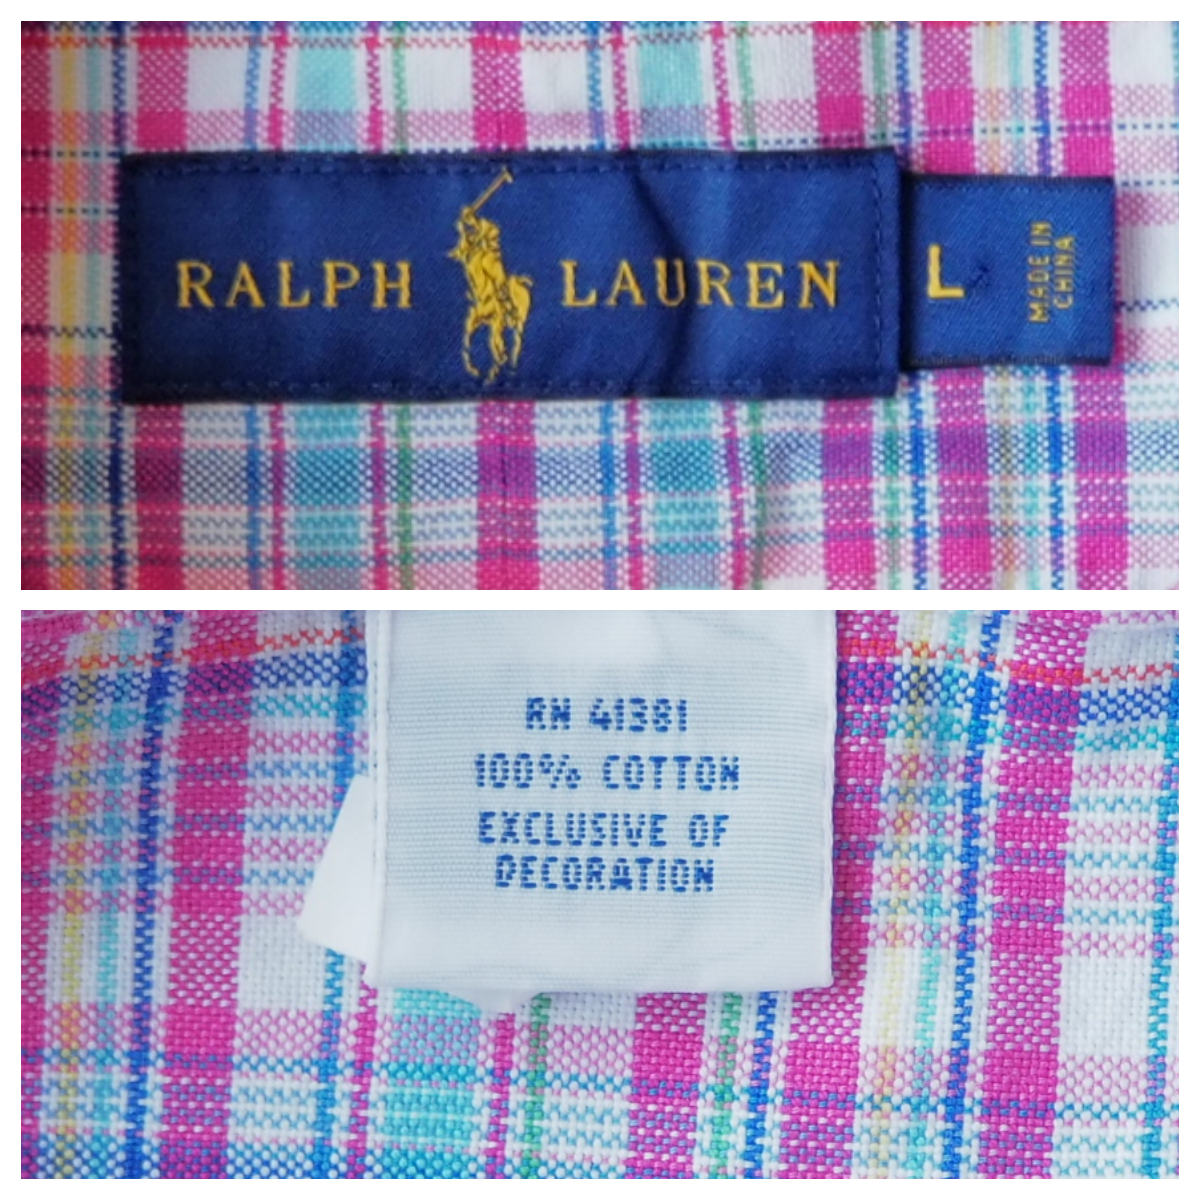 RALPH LAUREN
L
MADE IN
CHINA
RN 41381
100% COTTON
EXCLUSIVE OF
DECORATION